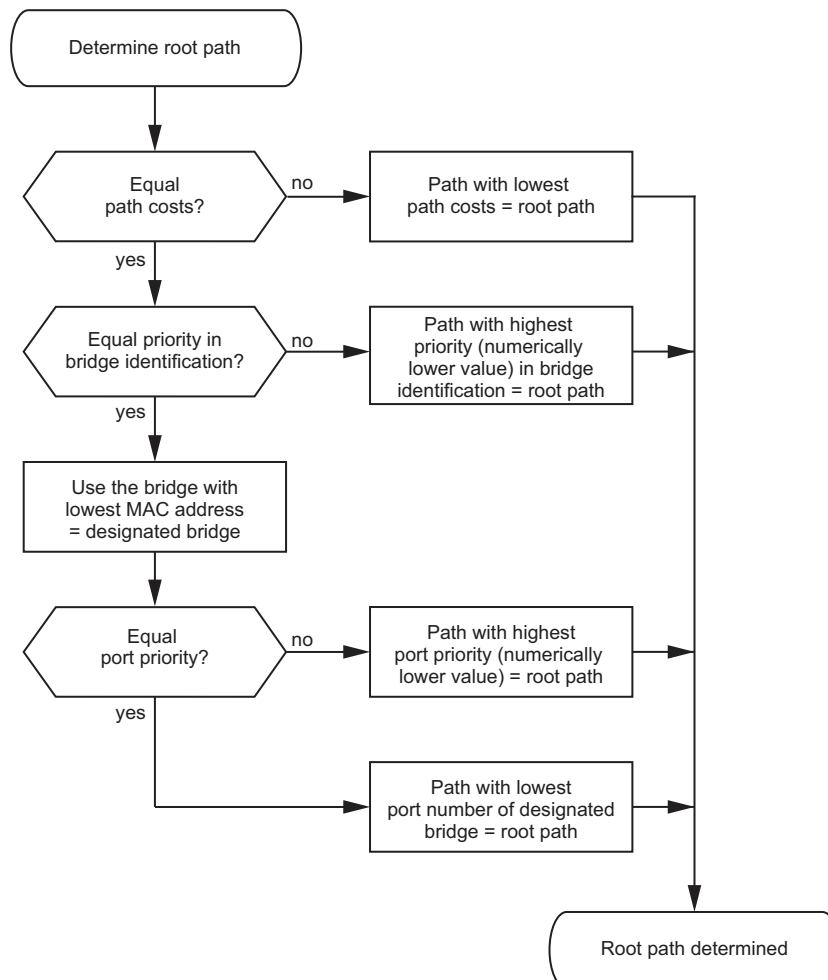 Determine root path
Equal
path costs?
no
Path with lowest
path costs = root path
yes
Equal priority in
bridge identification?
no
Path with highest
priority (numerically
lower value) in bridge
identification = root path
yes
Use the bridge with
lowest MAC address
= designated bridge
Equal
port priority?
no
Path with highest
port priority (numerically
lower value) = root path
yes
Path with lowest
port number of designated
bridge = root path
Root path determined